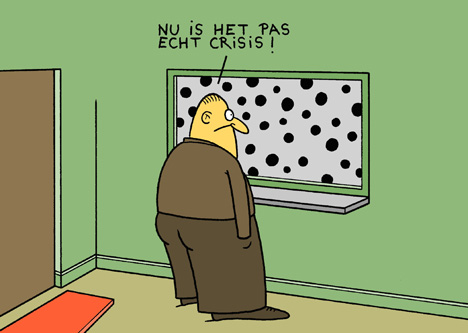 NU IS HET PAS
ECHT CRISIS!